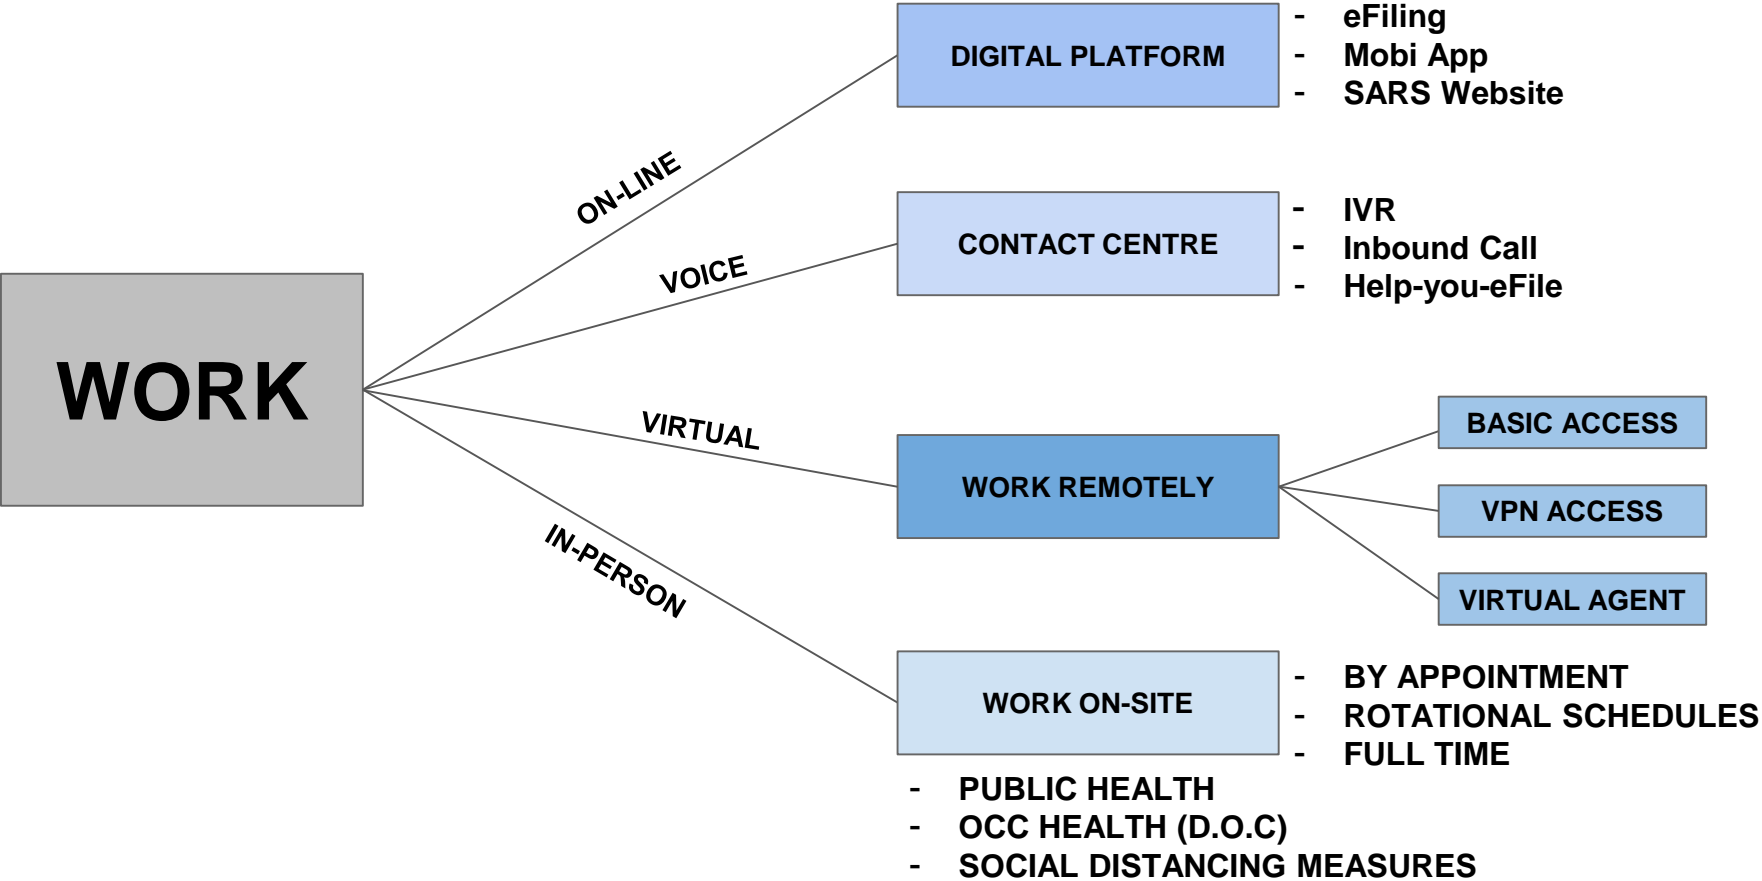 WORK
ON-LINE
DIGITAL PLATFORM
- eFiling
- Mobi App
- SARS Website
VOICE
CONTACT CENTRE
- IVR
- Inbound Call
- Help-you-eFile
VIRTUAL
WORK REMOTELY
BASIC ACCESS
VPN ACCESS
VIRTUAL AGENT
IN-PERSON
WORK ON-SITE
- BY APPOINTMENT
- ROTATIONAL SCHEDULES
- FULL TIME
- PUBLIC HEALTH
- OCC HEALTH (D.O.C)
- SOCIAL DISTANCING MEASURES